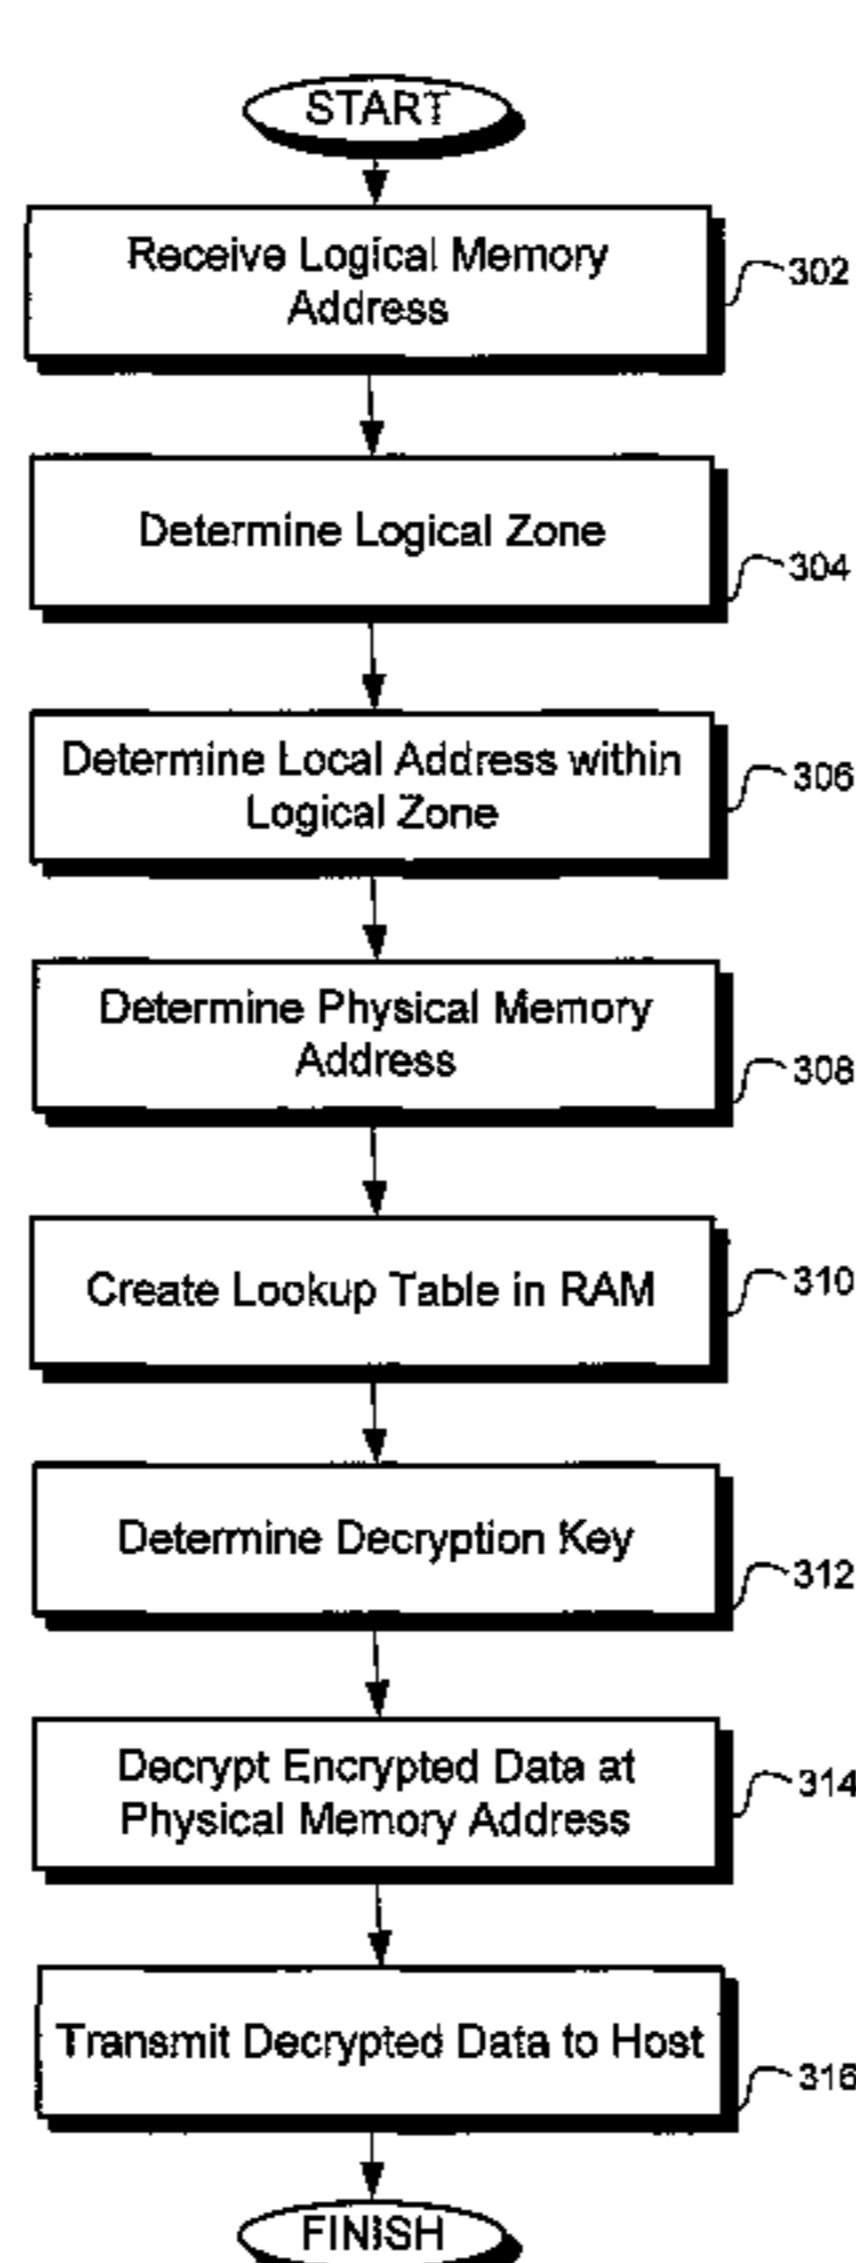 START
Receive Logical Memory
Address
302
Determine Logical Zone
304
Determine Local Address within
Logical Zone
306
Determine Physical Memory
Address
308
Create Lookup Table in RAM
310
Determine Decryption Key
312
Decrypt Encrypted Data at
Physical Memory Address
314
Transmit Decrypted Data to Host
316
FINISH